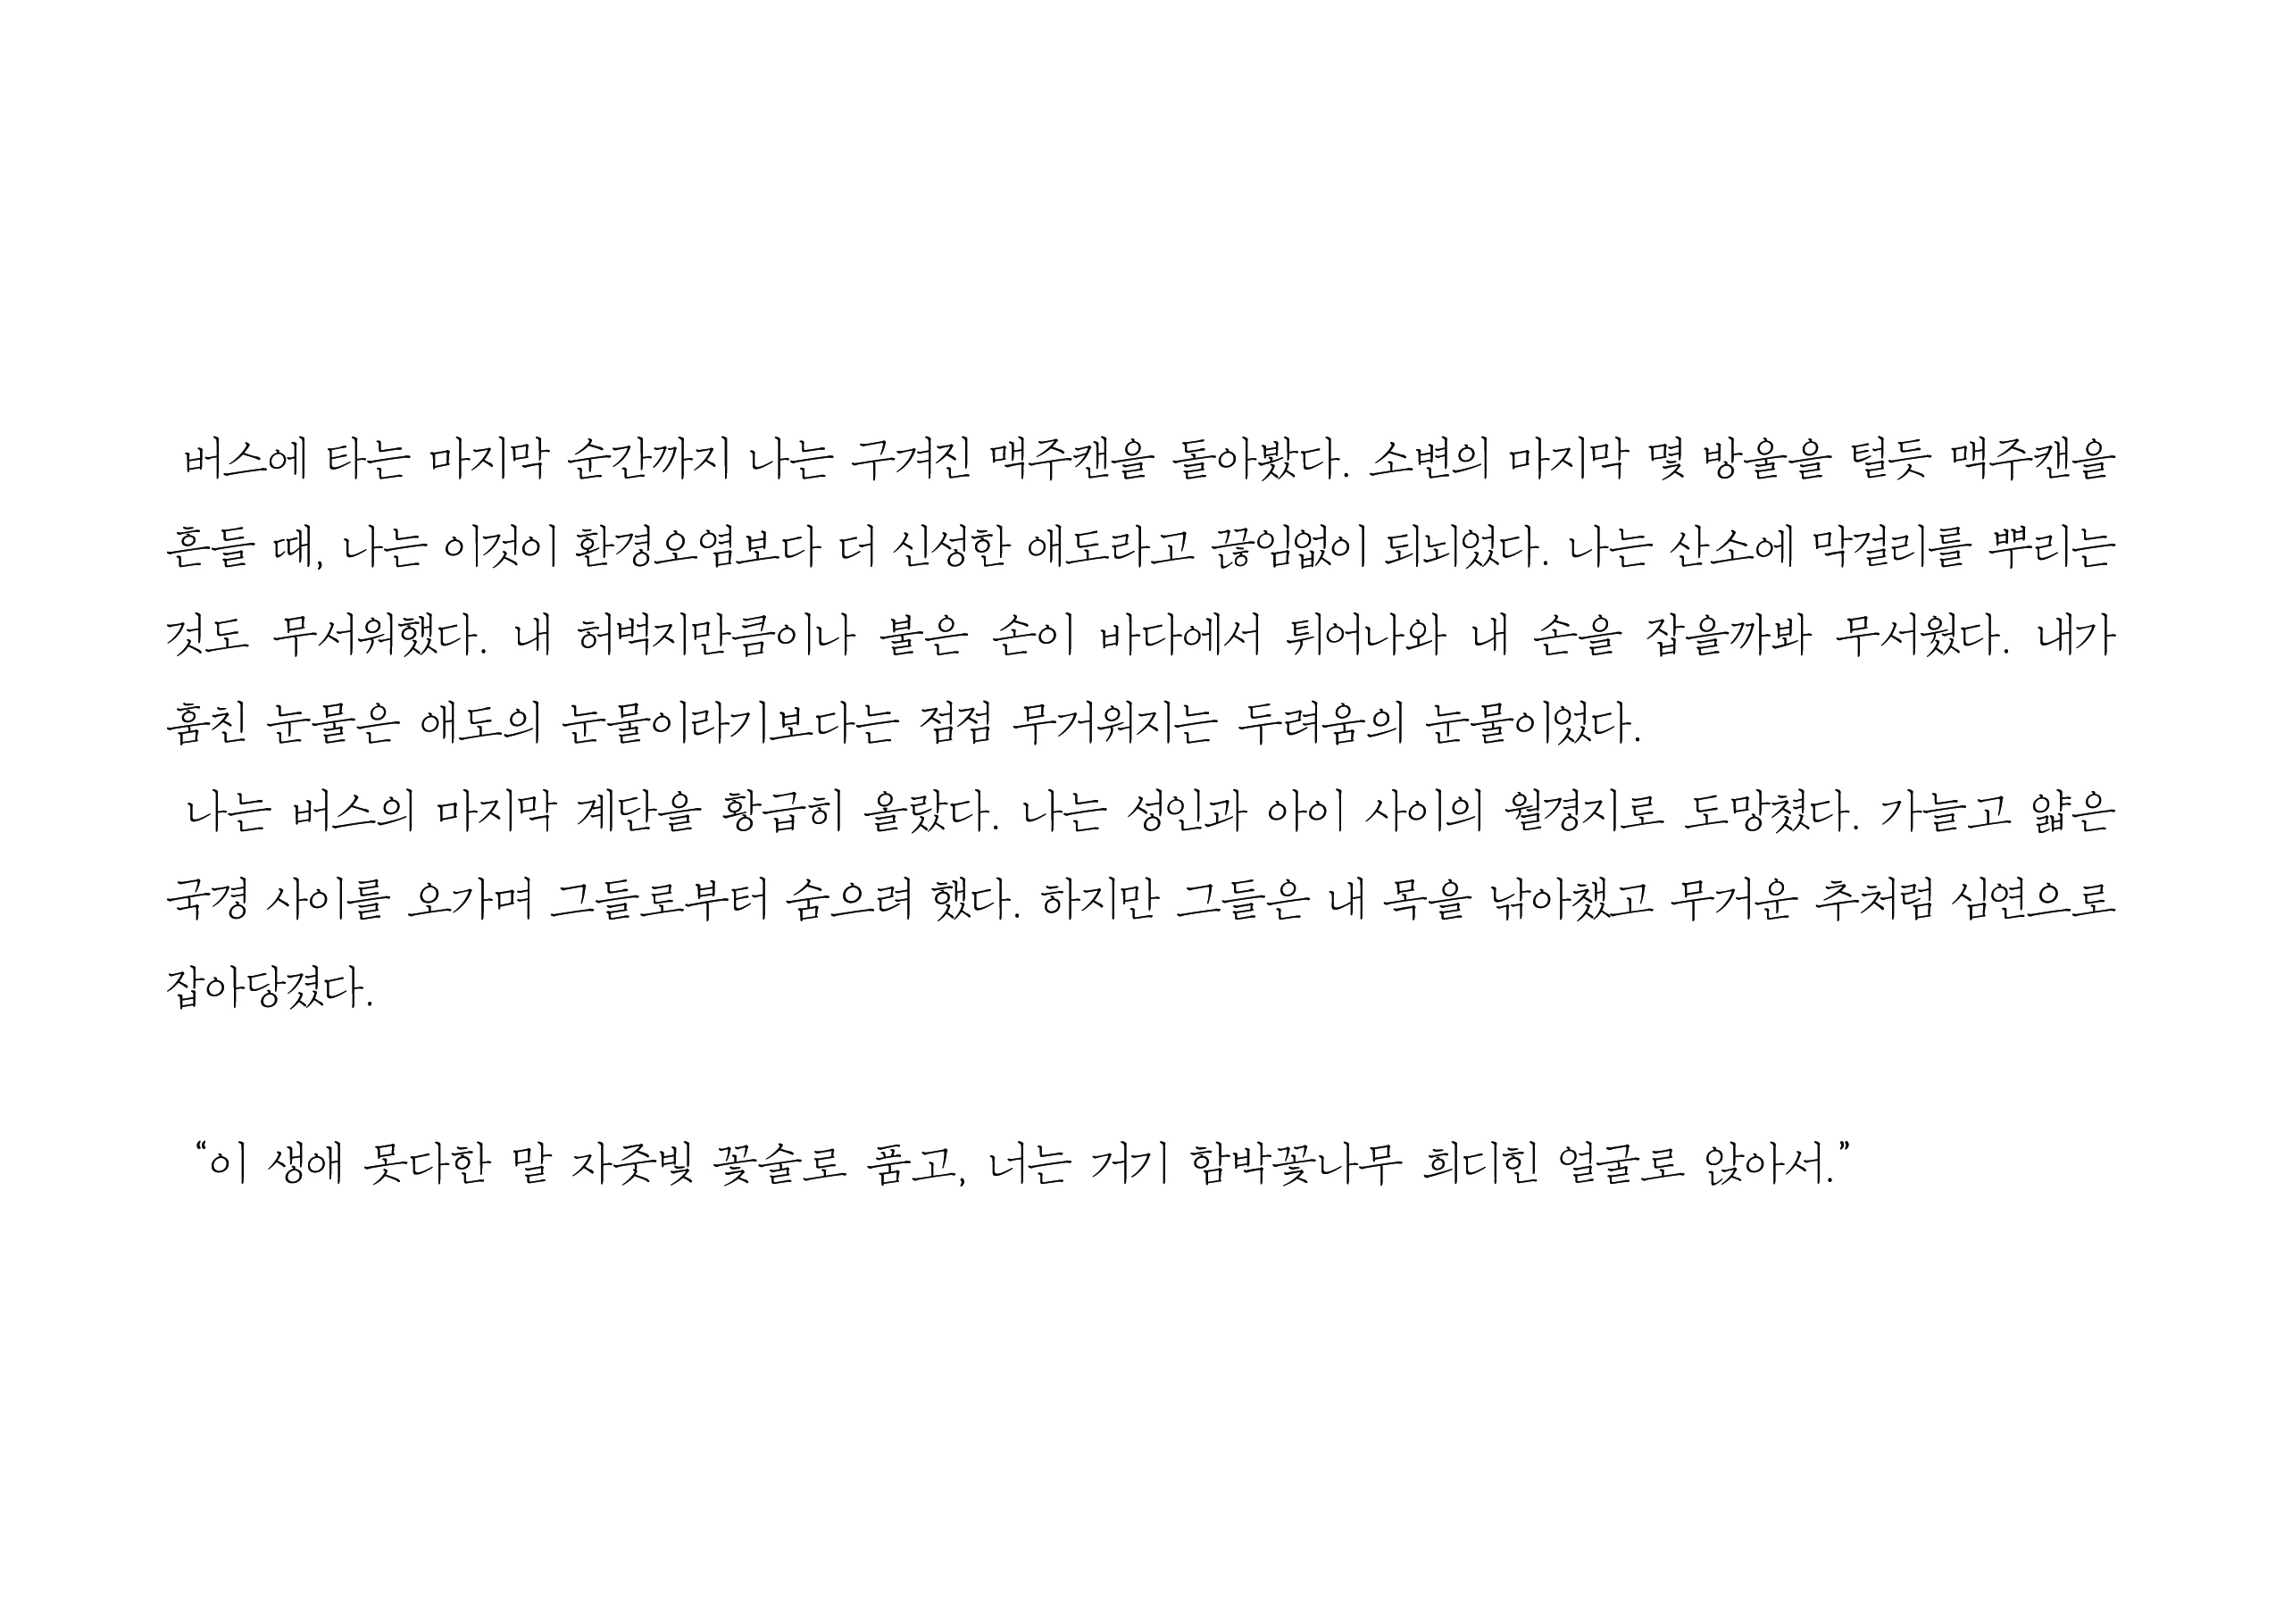 버스에 타는 마지막 순간까지 나는 구겨진 맥주캔을 돌아봤다. 소변의 마지막 몇 방울을 털듯 맥주캔을
흔들 때, 나는 이것이 환경오염보다 더 신성한 애도라고 끊임없이 되뇌었다. 나는 산소에 막걸리를 뿌리는
것도 무서워했다. 내 허벅지만큼이나 불은 손이 바다에서 튀어나와 내 손을 잡을까봐 무서웠다. 내가
훔친 눈물은 애도의 눈물이라기보다는 점점 무거워지는 두려움의 눈물이었다.
나는 버스의 마지막 계단을 황급히 올랐다. 나는 성인과 아이 사이의 월경지로 도망쳤다. 가늘고 얇은
국경 사이를 오가며 그들로부터 숨으려 했다. 하지만 그들은 내 목을 낚아챘고 무거운 추처럼 심연으로
잡아당겼다.
“이 생애 못다한 말 자줏빛 꽃술로 품고, 너는 거기 함박꽃나무 희디힌 얼굴로 앉아서.”